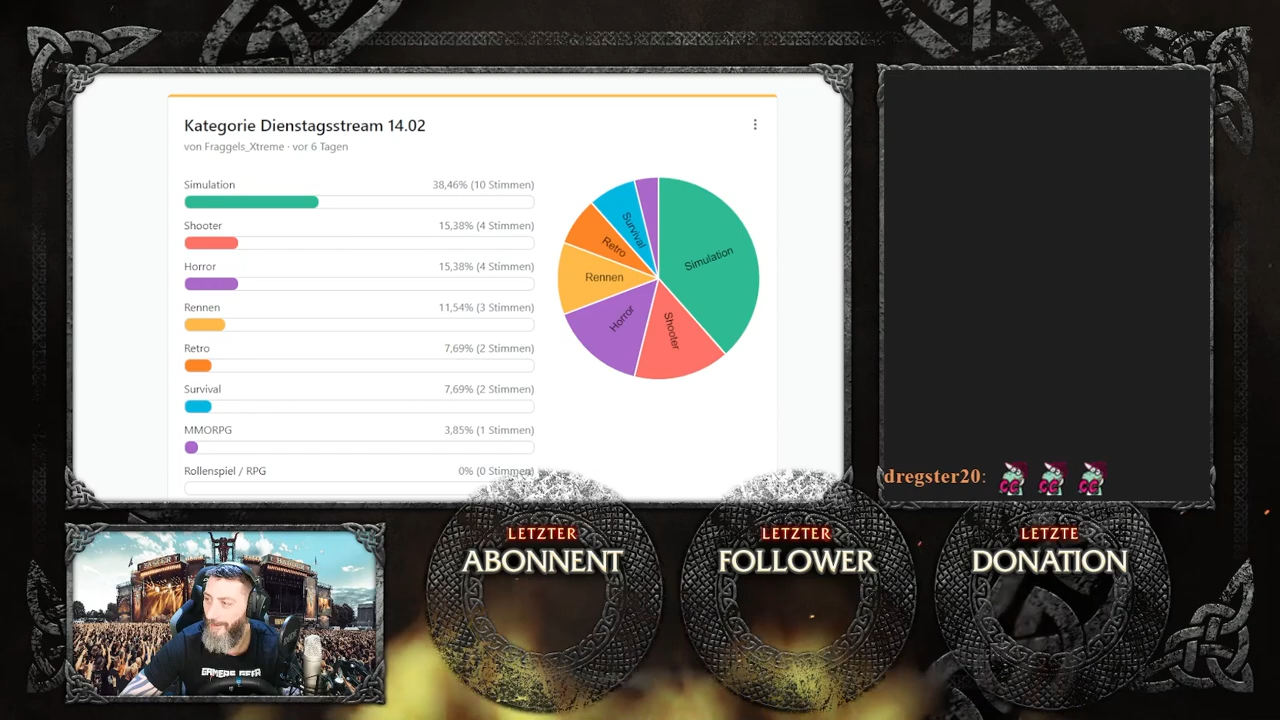 Kategorie Dienstagsstream 14.02
von Fraggels_Xtreme · vor 6 Tagen
Simulation 38,46% (10 Stimmen)
Shooter 15,38% (4 Stimmen)
Horror 15,38% (4 Stimmen)
Rennen 11,54% (3 Stimmen)
Retro 7,69% (2 Stimmen)
Survival 7,69% (2 Stimmen)
MMORPG 3,85% (1 Stimmen)
Rollenspiel / RPG 0% (0 Stimmen)
Simulation
Shooter
Horror
Rennen
Retro
Survival
dregster20:
LETZTER
ABONNENT
LETZTER
FOLLOWER
LETZTE
DONATION